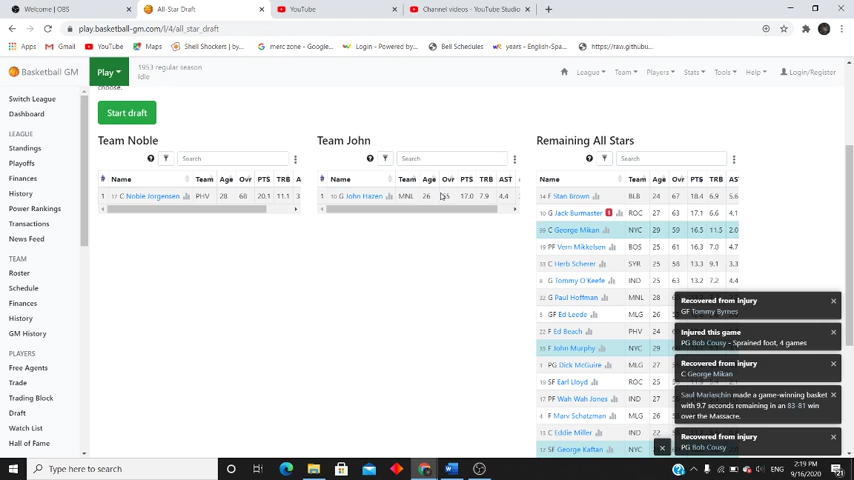 Welcome | OBS
All-Star Draft
YouTube
Channel videos - YouTube Studio
play.basketball-gm.com/l/4/all_star_draft
Apps Gmail YouTube Maps Shell Shockers | by... merc zone - Google... Login - Powered by... Bell Schedules years - English-Spa... https://raw.githubu...
Basketball GM
Play
1953 regular season
Idle
League Team Players Stats Tools Help Login/Register
Switch League
Dashboard
LEAGUE
Standings
Playoffs
Finances
History
Power Rankings
Transactions
News Feed
TEAM
Roster
Schedule
Finances
History
GM History
PLAYERS
Free Agents
Trade
Trading Block
Draft
Watch List
Hall of Fame
choose.
Start draft
Team Noble
Search
# Name Team Age Ovr PTS TRB A
1 17 C Noble Jorgensen PHV 28 68 20.1 11.1 3
Team John
Search
# Name Team Age Ovr PTS TRB AST
1 10 G John Hazen MNL 26 17.0 7.9 4.4
Remaining All Stars
Search
Name Team Age Ovr PTS TRB AST
14 F Stan Brown BLB 24 67 18.4 6.9 5.6
10 G Jack Burmaster ROC 27 63 17.1 6.6 4.1
99 C George Mikan NYC 29 59 16.5 11.5 2.0
19 PF Vern Mikkelsen BOS 25 61 16.3 7.0 4.7
33 C Herb Scherer SYR 25 58 13.3 9.1 3.3
G Tommy O'Keefe IND 25 63 13.2 7.2 4.4
22 G Paul Hoffman MNL 28
GF Ed Leede MLG 26
22 F Ed Beach PHV 24
F John Murphy NYC 29
1 PG Dick McGuire MLG 27
19 SF Earl Lloyd ROC 25
17 PF Wah Wah Jones IND 27
4 F Marv Schatzman MLG 26
13 C Eddie Miller IND 22
12 SF George Kaftan NYC
Recovered from injury
GF Tommy Byrnes
Injured this game
PG Bob Cousy - Sprained foot, 4 games
Recovered from injury
C George Mikan
Saul Mariaschin made a game-winning basket
with 9.7 seconds remaining in an 83-81 win
over the Massacre.
Recovered from injury
PG Bob Cousy
Type here to search
2:19 PM
9/16/2020
21